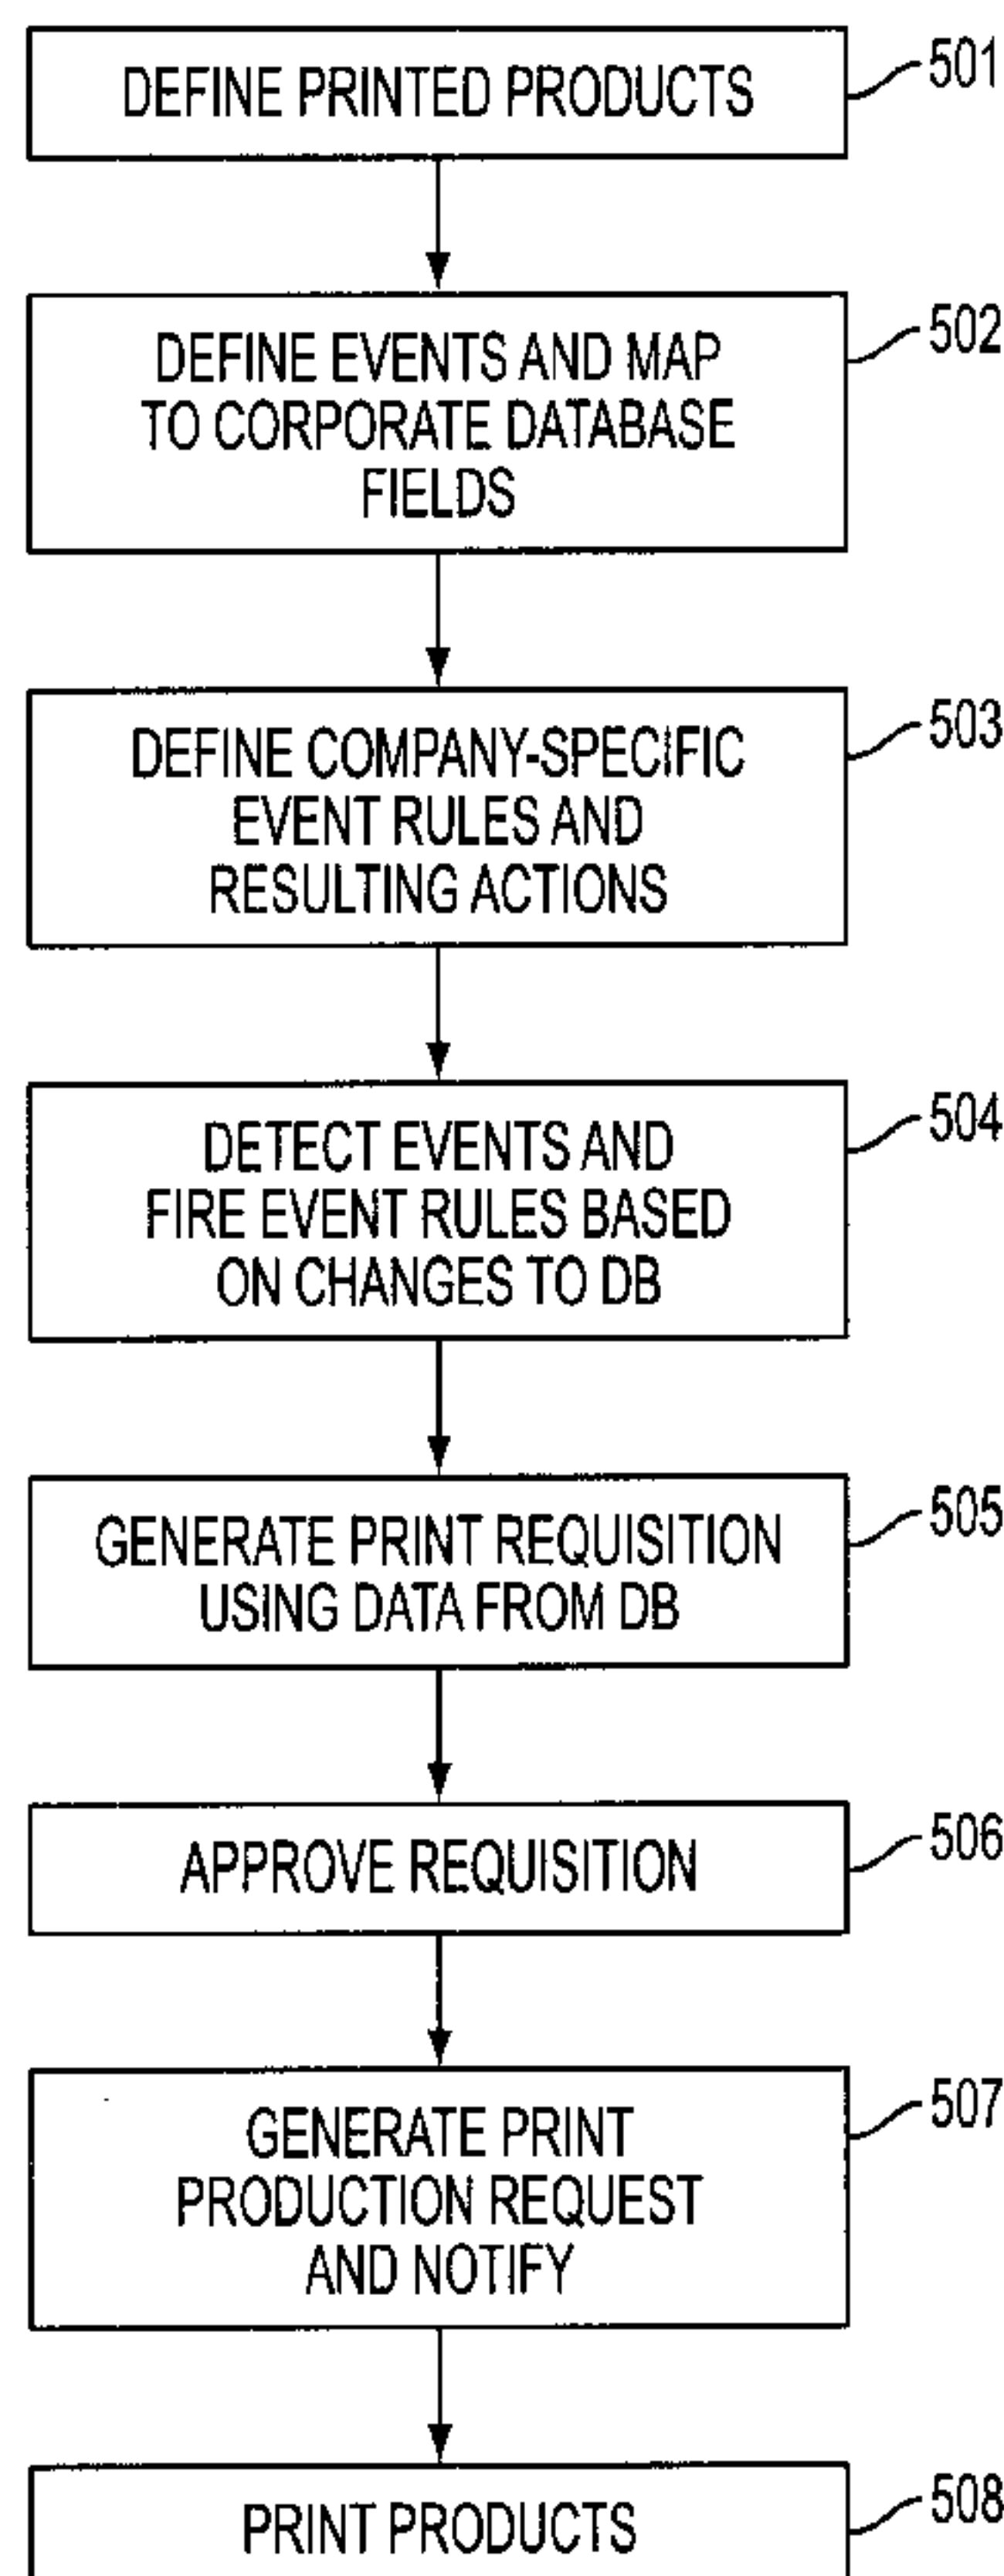 DEFINE PRINTED PRODUCTS
501
DEFINE EVENTS AND MAP
TO CORPORATE DATABASE
FIELDS
502
DEFINE COMPANY-SPECIFIC
EVENT RULES AND
RESULTING ACTIONS
503
DETECT EVENTS AND
FIRE EVENT RULES BASED
ON CHANGES TO DB
504
GENERATE PRINT REQUISITION
USING DATA FROM DB
505
APPROVE REQUISITION
506
GENERATE PRINT
PRODUCTION REQUEST
AND NOTIFY
507
PRINT PRODUCTS
508